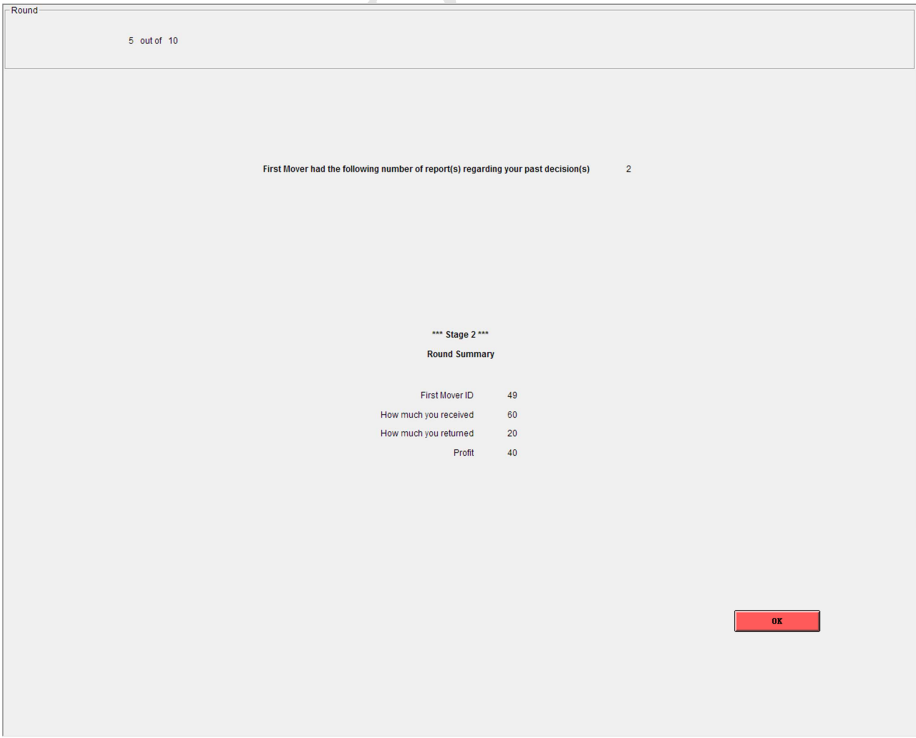 Round
5 out of 10
First Mover had the following number of report(s) regarding your past decision(s) 2
*** Stage 2 ***
Round Summary
First Mover ID 49
How much you received 60
How much you returned 20
Profit 40
OK